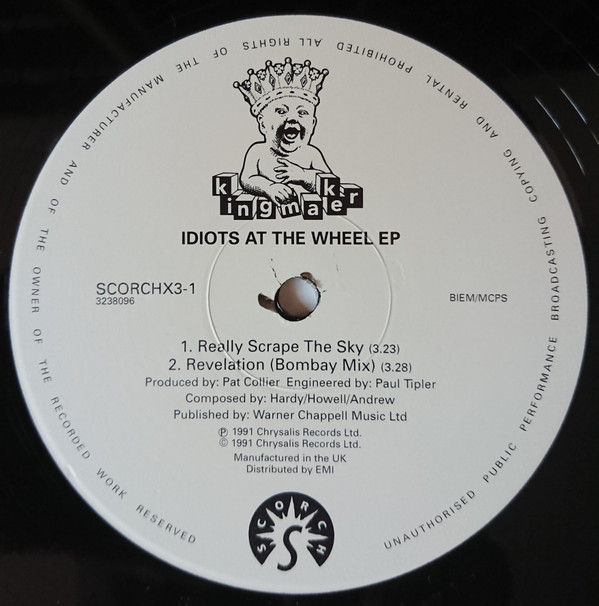 UNAUTHORISED PUBLIC PERFORMANCE BROADCASTING COPYING AND RENTAL PROHIBITED ALL RIGHTS OF THE MANUFACTURER AND OF THE OWNER OF THE RECORDED WORK RESERVED
kingmaker
IDIOTS AT THE WHEEL EP
SCORCHX3-1
3238096
BIEM/MCPS
1. Really Scrape The Sky (3.23)
2. Revelation (Bombay Mix) (3.28)
Produced by: Pat Collier Engineered by: Paul Tipler
Composed by: Hardy/Howell/Andrew
Published by: Warner Chappell Music Ltd
℗ 1991 Chrysalis Records Ltd.
© 1991 Chrysalis Records Ltd.
Manufactured in the UK
Distributed by EMI
SCORCH
S